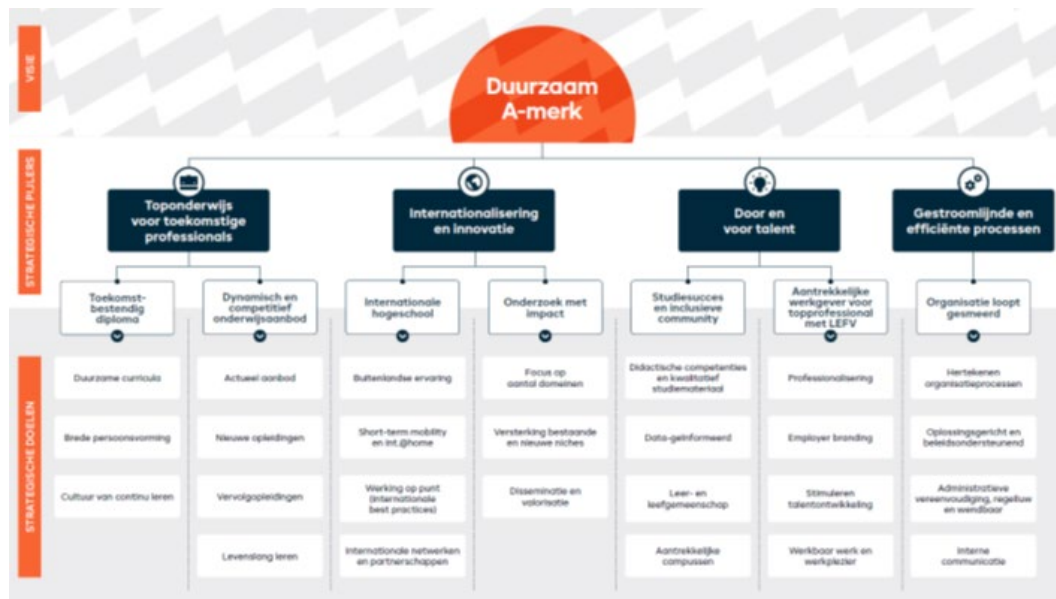 VISIE
Duurzaam
A-merk
STRATEGISCHE PIJLERS
Toponderwijs
voor toekomstige
professionals
Internationalisering
en innovatie
Door en
voor talent
Gestroomlijnde en
efficiënte processen
Toekomst-
bestendig
diploma
Dynamisch en
competitief
onderwijsaanbod
Internationale
hogeschool
Onderzoek met
impact
Studiesucces
en inclusieve
community
Aantrekkelijke
werkgever voor
topprofessional
met LEFV
Organisatie loopt
gesmeerd
STRATEGISCHE DOELEN
Duurzame curricula
Brede persoonsvorming
Cultuur van continu leren
Actueel aanbod
Nieuwe opleidingen
Vervolgopleidingen
Levenslang leren
Buitenlandse ervaring
Short-term mobility
en int.@home
Werking op punt
(internationale
best practices)
Internationale netwerken
en partnerschappen
Focus op
aantal domeinen
Versterking bestaande
en nieuwe niches
Disseminatie en
valorisatie
Didactische competenties
en kwalitatief
studiemateriaal
Data-geïnformeerd
Leer- en
leefgemeenschap
Aantrekkelijke
campussen
Professionalisering
Employer branding
Stimuleren
talentontwikkeling
Werkbaar werk en
werkplezier
Hertekenen
organisatieprocessen
Oplossingsgericht en
beleidsondersteunend
Administratieve
vereenvoudiging, regelluw
en wendbaar
Interne
communicatie